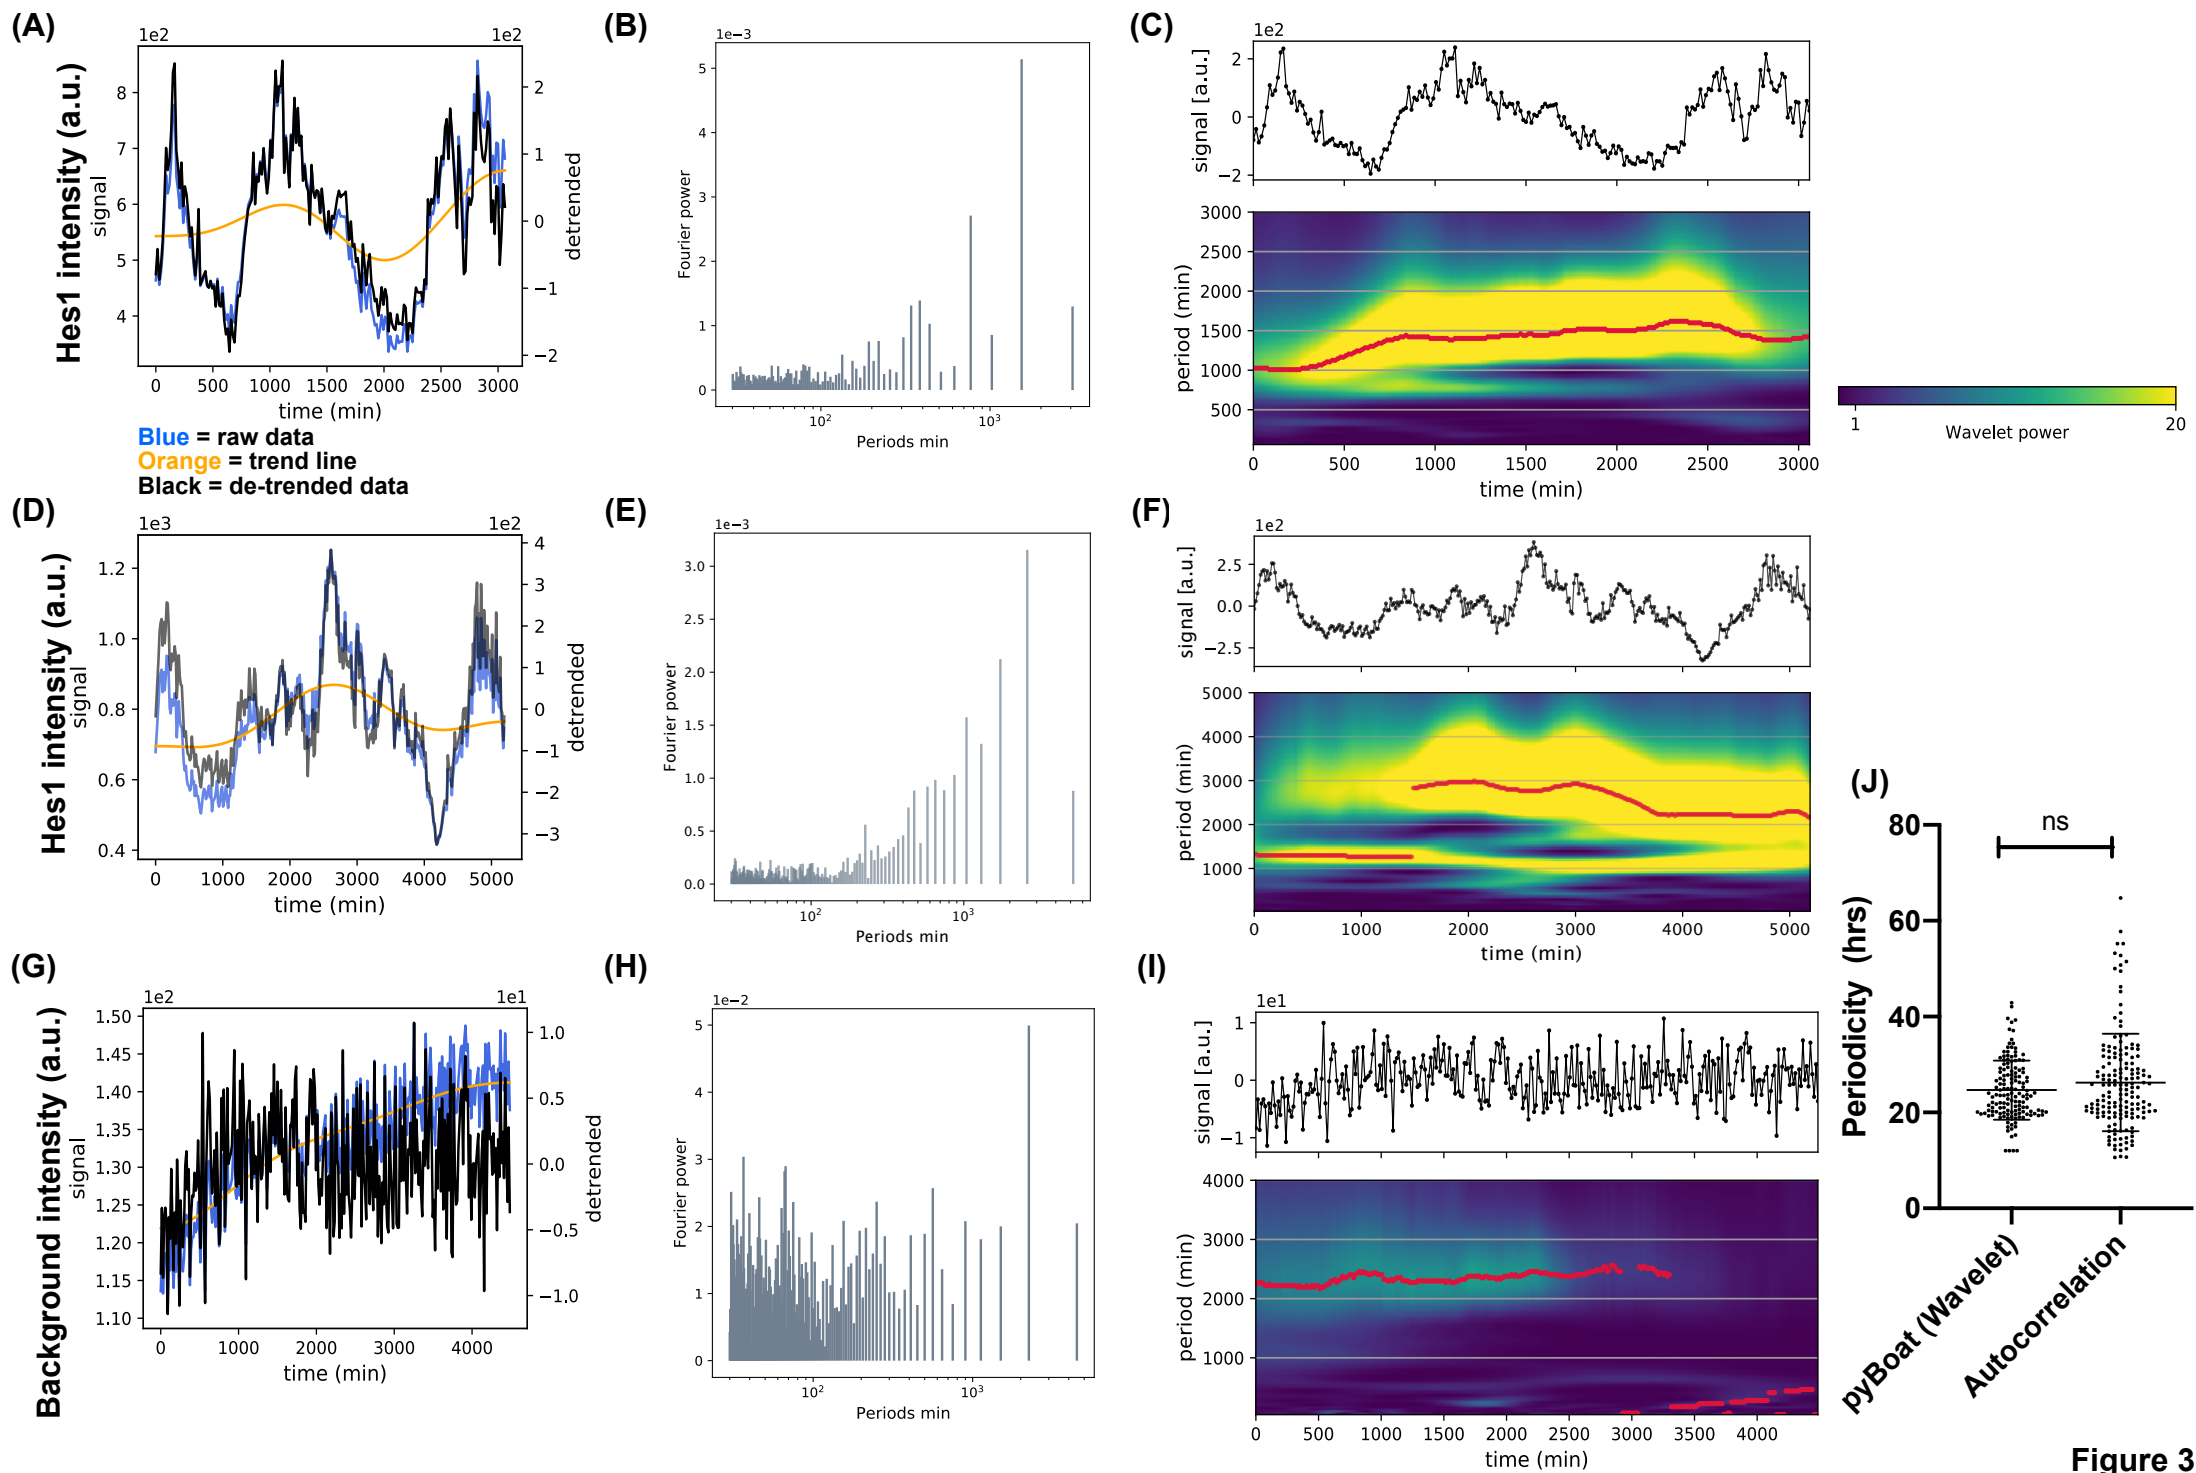 (A)
1e2
1e2
Hes1 intensity (a.u.)
signal
8
7
6
5
4
2
1
0
−1
−2
detrended
0 500 1000 1500 2000 2500 3000
time (min)
Blue = raw data
Orange = trend line
Black = de-trended data
(B)
1e−3
Fourier power
5
4
3
2
1
0
10²
10³
Periods min
(C)
1e2
signal [a.u.]
2
0
−2
period (min)
3000
2500
2000
1500
1000
500
0 500 1000 1500 2000 2500 3000
time (min)
1
20
Wavelet power
(D)
1e3
1e2
Hes1 intensity (a.u.)
signal
1.2
1.0
0.8
0.6
0.4
4
3
2
1
0
−1
−2
−3
detrended
0 1000 2000 3000 4000 5000
time (min)
(E)
1e−3
Fourier power
3.0
2.5
2.0
1.5
1.0
0.5
0.0
10²
10³
Periods min
(F)
1e2
signal [a.u.]
2.5
0.0
−2.5
period (min)
5000
4000
3000
2000
1000
0 1000 2000 3000 4000 5000
time (min)
(G)
1e2
1e1
Background intensity (a.u.)
signal
1.50
1.45
1.40
1.35
1.30
1.25
1.20
1.15
1.10
1.0
0.5
0.0
−0.5
−1.0
detrended
0 1000 2000 3000 4000
time (min)
(H)
1e−2
Fourier power
5
4
3
2
1
0
10²
10³
Periods min
(I)
1e1
signal [a.u.]
1
0
−1
period (min)
4000
3000
2000
1000
0 500 1000 1500 2000 2500 3000 3500 4000
time (min)
(J)
Periodicity (hrs)
80
60
40
20
0
ns
pyBoat (Wavelet)
Autocorrelation
Figure 3